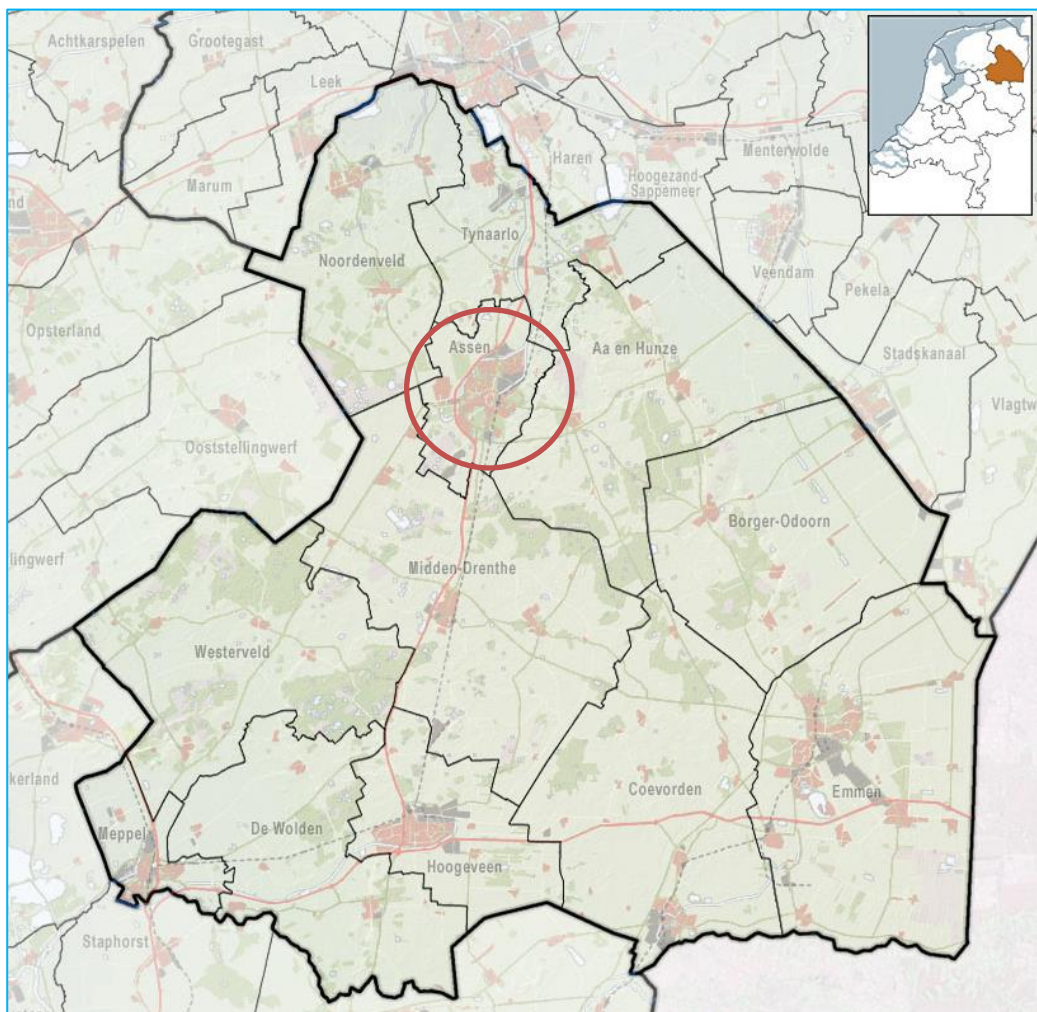 Achtkarspelen
Grootegast
Leek
Marum
Haren
Hoogezand-
Sappemeer
Menterwolde
Tynaarlo
Noordenveld
Veendam
Pekela
Opsterland
Assen
Aa en Hunze
Stadskanaal
Vlagtw
Ooststellingwerf
Borger-Odoorn
llingwerf
Midden-Drenthe
Westerveld
kerland
Coevorden
Emmen
Meppel
De Wolden
Hoogeveen
Staphorst